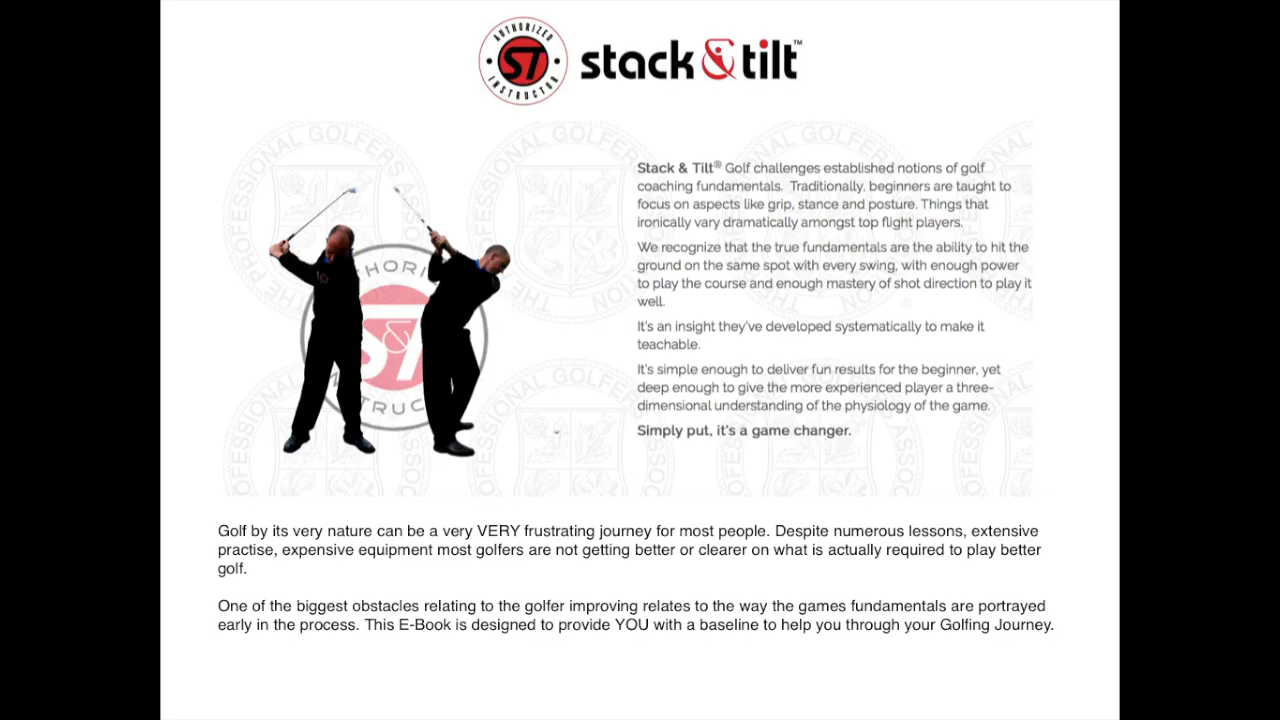 AUTHORIZED
ST
INSTRUCTOR
stack & tilt™
Stack & Tilt® Golf challenges established notions of golf
coaching fundamentals. Traditionally, beginners are taught to
focus on aspects like grip, stance and posture. Things that
ironically vary dramatically amongst top flight players.
We recognize that the true fundamentals are the ability to hit the
ground on the same spot with every swing, with enough power
to play the course and enough mastery of shot direction to play it
well.
It's an insight they've developed systematically to make it
teachable.
It's simple enough to deliver fun results for the beginner, yet
deep enough to give the more experienced player a three-
dimensional understanding of the physiology of the game.
Simply put, it's a game changer.
Golf by its very nature can be a very VERY frustrating journey for most people. Despite numerous lessons, extensive
practise, expensive equipment most golfers are not getting better or clearer on what is actually required to play better
golf.
One of the biggest obstacles relating to the golfer improving relates to the way the games fundamentals are portrayed
early in the process. This E-Book is designed to provide YOU with a baseline to help you through your Golfing Journey.